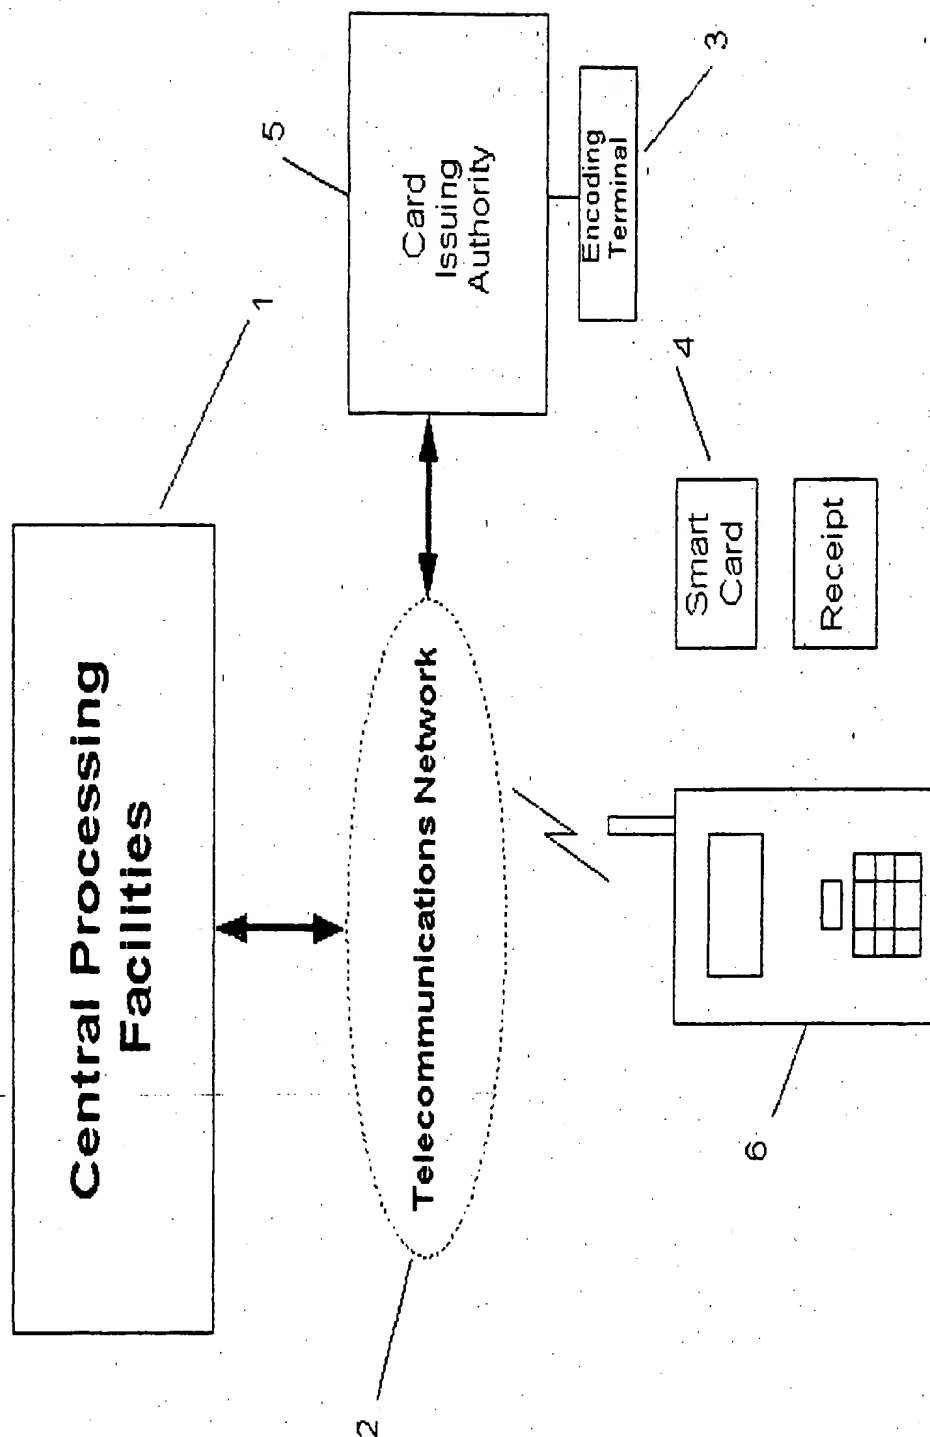 Central Processing
Facilities
1
Telecommunications Network
2
5
Card
Issuing
Authority
Encoding
Terminal
3
4
Smart
Card
Receipt
6